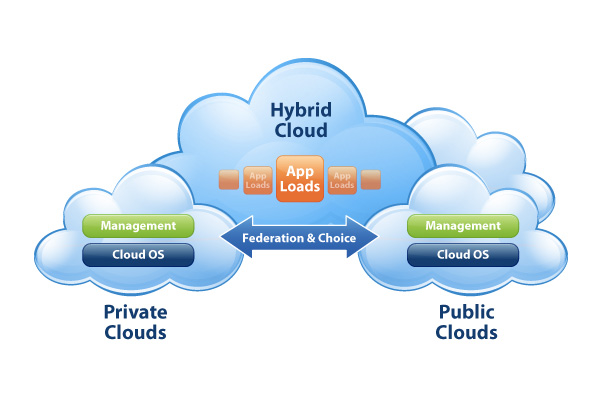 Hybrid
Cloud
App
Loads
App
Loads
App
Loads
Management
Cloud OS
Federation & Choice
Management
Cloud OS
Private
Clouds
Public
Clouds